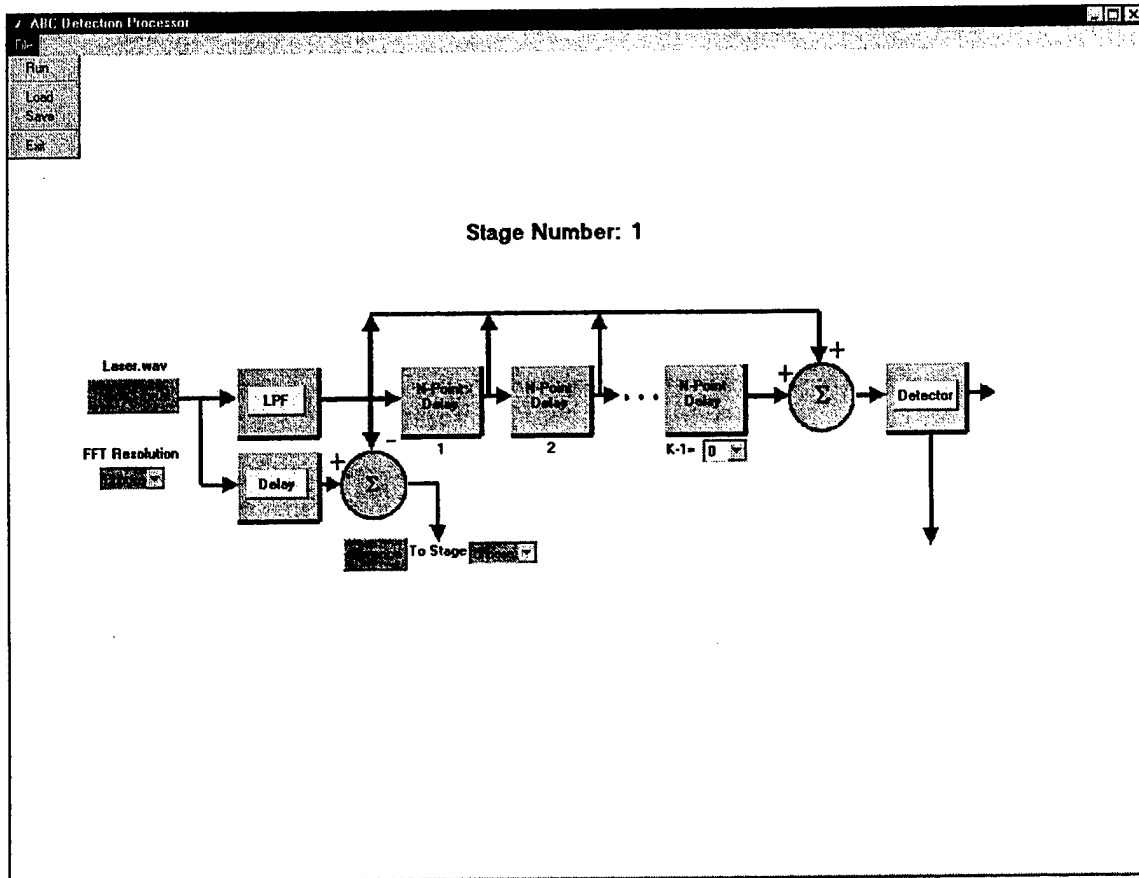 ABC Detection Processor
File
Run
Load
Save
Exit
Stage Number: 1
Laser.wav
LPF
N-Point Delay
N-Point Delay
. . .
N-Point Delay
+
+
Σ
Detector
1
2
K-1= 0
FFT Resolution
Delay
+
-
Σ
To Stage